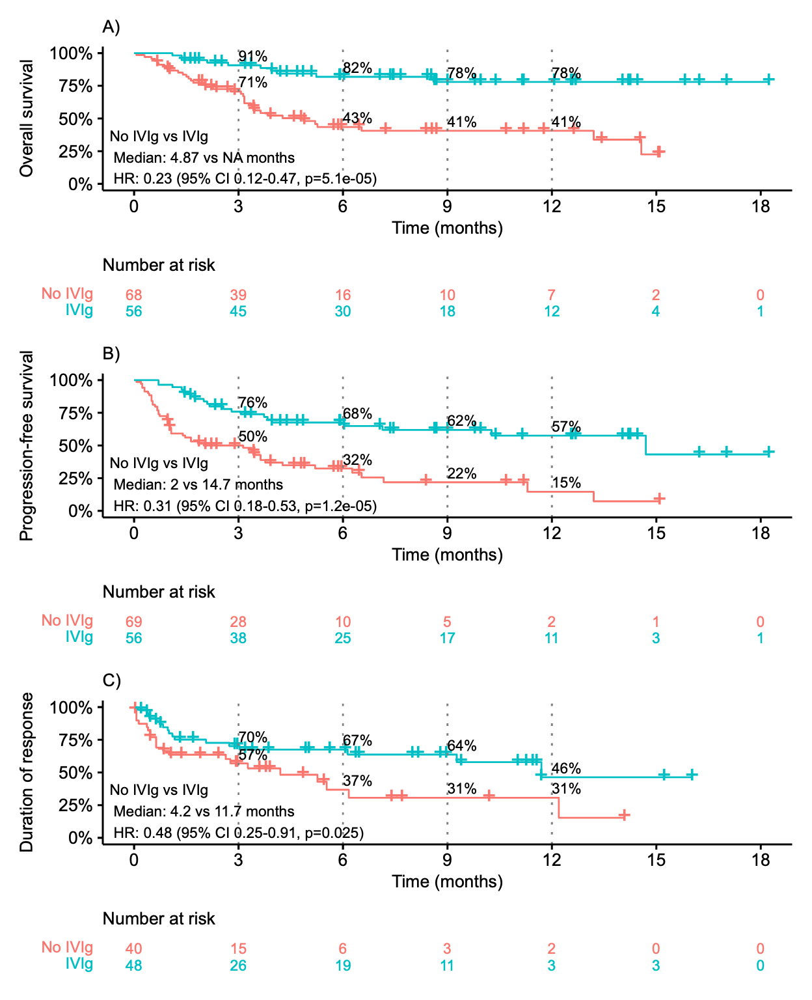 A)
Overall survival
100%
75%
50%
25%
0%
91%
82%
78%
78%
71%
43%
41%
41%
No IVIg vs IVIg
Median: 4.87 vs NA months
HR: 0.23 (95% CI 0.12-0.47, p=5.1e-05)
0 3 6 9 12 15 18
Time (months)
Number at risk
No IVIg 68 39 16 10 7 2 0
IVIg 56 45 30 18 12 4 1
B)
Progression-free survival
100%
75%
50%
25%
0%
76%
68%
62%
57%
50%
32%
22%
15%
No IVIg vs IVIg
Median: 2 vs 14.7 months
HR: 0.31 (95% CI 0.18-0.53, p=1.2e-05)
0 3 6 9 12 15 18
Time (months)
Number at risk
No IVIg 69 28 10 5 2 1 0
IVIg 56 38 25 17 11 3 1
C)
Duration of response
100%
75%
50%
25%
0%
70%
67%
64%
46%
57%
37%
31%
31%
No IVIg vs IVIg
Median: 4.2 vs 11.7 months
HR: 0.48 (95% CI 0.25-0.91, p=0.025)
0 3 6 9 12 15 18
Time (months)
Number at risk
No IVIg 40 15 6 3 2 0 0
IVIg 48 26 19 11 3 3 0